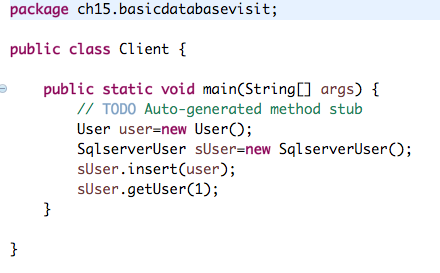 package ch15.basicdatabasevisit;
public class Client {
public static void main(String[] args) {
// TODO Auto-generated method stub
User user=new User();
SqlserverUser sUser=new SqlserverUser();
sUser.insert(user);
sUser.getUser(1);
}
}